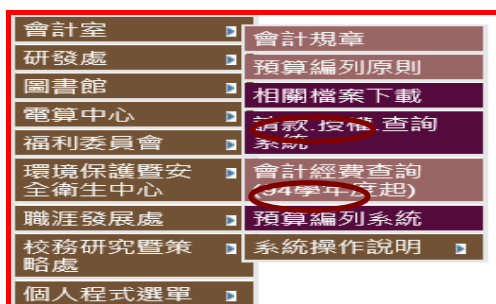 會計室
研發處
圖書館
電算中心
福利委員會
環境保護暨安
全衛生中心
職涯發展處
校務研究暨策
略處
個人程式選單
會計規章
預算編列原則
相關檔案下載
請款.授權.查詢
系統
會計經費查詢
(94學年度起)
預算編列系統
系統操作說明